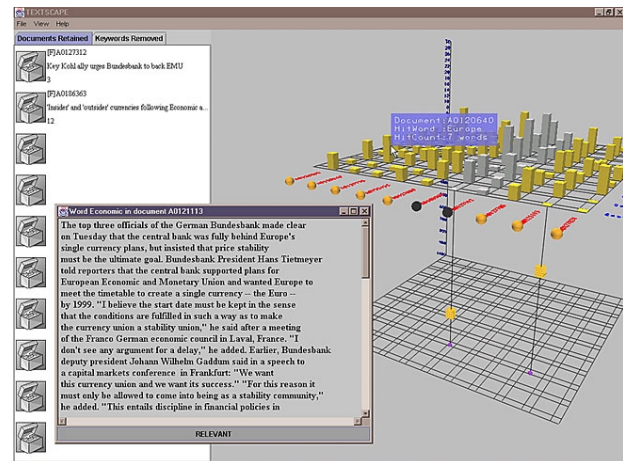 TEXTSCAPE
File View Help
Documents Retained Keywords Removed
[F]A0127312
Key Kohl ally urges Bundesbank to back EMU
3
[F]A0186363
'Insider' and 'outsider' currencies following Economic a...
12
Document:A0120640
HitWord :Europe
HitCount:7 words
Word Economic in document A0121113
The top three officials of the German Bundesbank made clear
on Tuesday that the central bank was fully behind Europe's
single currency plans, but insisted that price stability
must be the ultimate goal. Bundesbank President Hans Tietmeyer
told reporters that the central bank supported plans for
European Economic and Monetary Union and wanted Europe to
meet the timetable to create a single currency -- the Euro --
by 1999. "I believe the start date must be kept in the sense
that the conditions are fulfilled in such a way as to make
the currency union a stability union," he said after a meeting
of the Franco German economic council in Laval, France. "I
don't see any argument for a delay," he added. Earlier, Bundesbank
deputy president Johann Wilhelm Gaddum said in a speech to
a capital markets conference in Frankfurt: "We want
this currency union and we want its success." "For this reason it
must only be allowed to come into being as a stability community,"
he added. "This entails discipline in financial policies in
RELEVANT